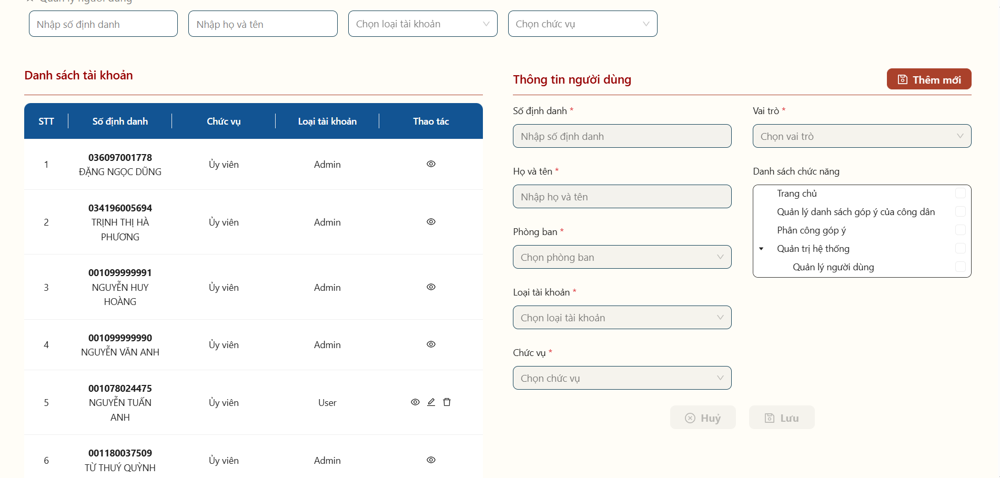 Quản lý người dùng
Nhập số định danh
Nhập họ và tên
Chọn loại tài khoản
Chọn chức vụ
Danh sách tài khoản
STT
Số định danh
Chức vụ
Loại tài khoản
Thao tác
1
036097001778
ĐẶNG NGỌC DŨNG
Ủy viên
Admin
2
034196005694
TRỊNH THỊ HÀ
PHƯƠNG
Ủy viên
Admin
3
001099999991
NGUYỄN HUY
HOÀNG
Ủy viên
Admin
4
001099999990
NGUYỄN VĂN ANH
Ủy viên
Admin
5
001078024475
NGUYỄN TUẤN
ANH
Ủy viên
User
6
001180037509
TỪ THUÝ QUỲNH
Ủy viên
Admin
Thông tin người dùng
Thêm mới
Số định danh *
Nhập số định danh
Họ và tên *
Nhập họ và tên
Phòng ban *
Chọn phòng ban
Loại tài khoản *
Chọn loại tài khoản
Chức vụ *
Chọn chức vụ
Vai trò *
Chọn vai trò
Danh sách chức năng
Trang chủ
Quản lý danh sách góp ý của công dân
Phân công góp ý
Quản trị hệ thống
Quản lý người dùng
Huỷ
Lưu